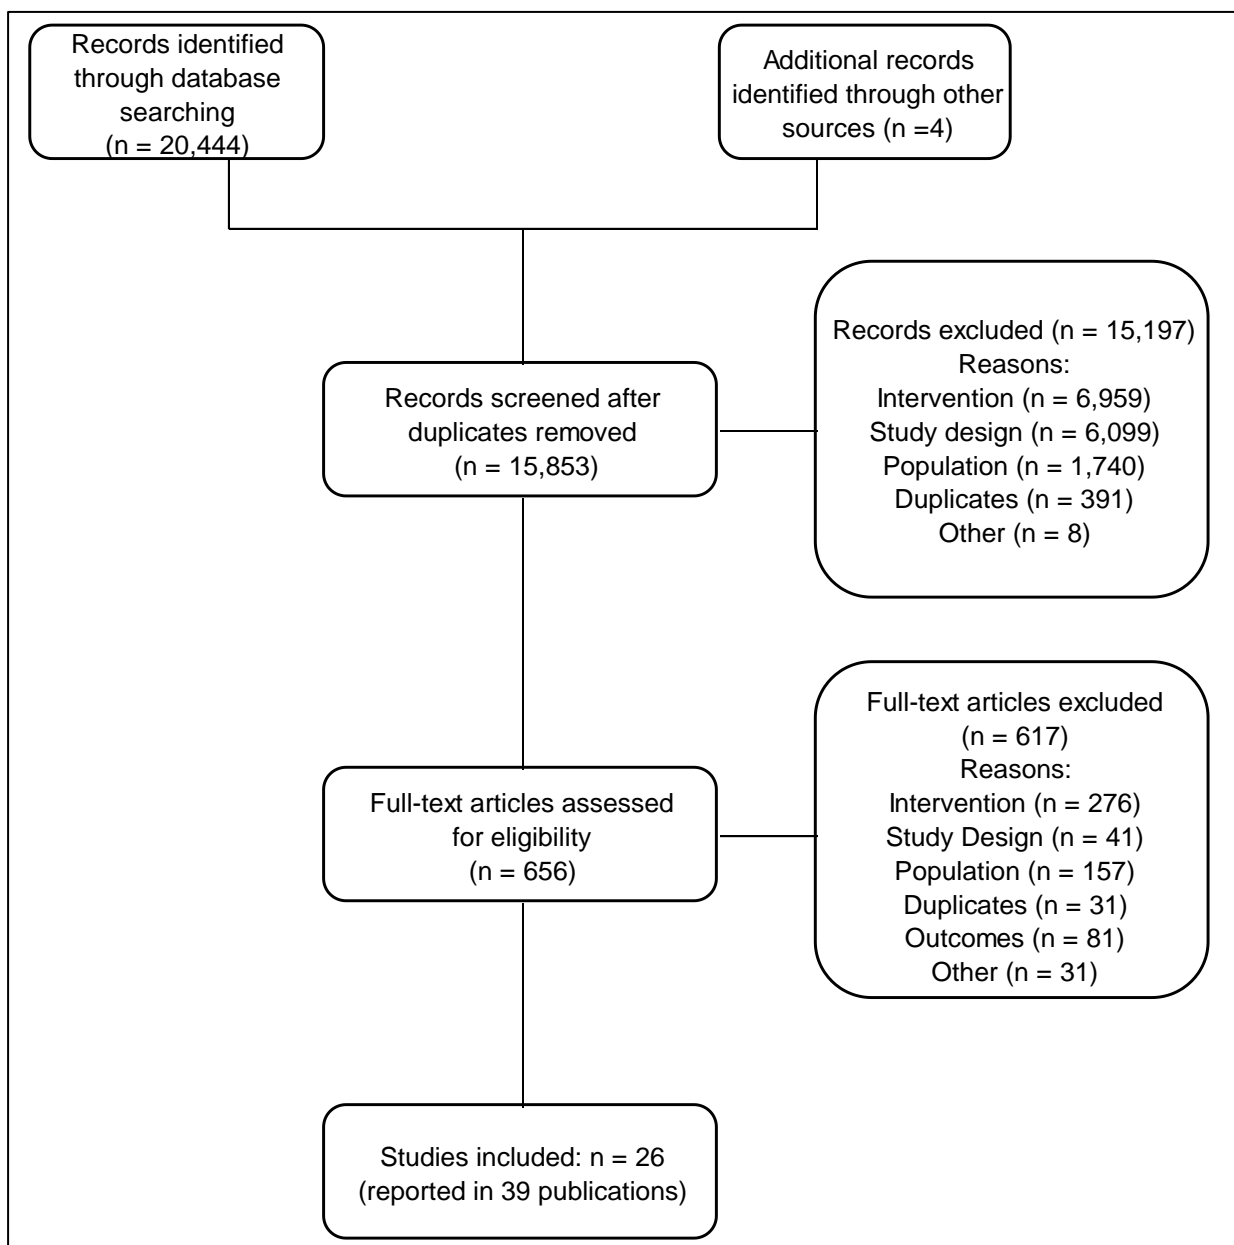 Records identified
through database
searching
(n = 20,444)
Additional records
identified through other
sources (n =4)
Records excluded (n = 15,197)
Reasons:
Intervention (n = 6,959)
Study design (n = 6,099)
Population (n = 1,740)
Duplicates (n = 391)
Other (n = 8)
Records screened after
duplicates removed
(n = 15,853)
Full-text articles excluded
(n = 617)
Reasons:
Intervention (n = 276)
Study Design (n = 41)
Population (n = 157)
Duplicates (n = 31)
Outcomes (n = 81)
Other (n = 31)
Full-text articles assessed
for eligibility
(n = 656)
Studies included: n = 26
(reported in 39 publications)